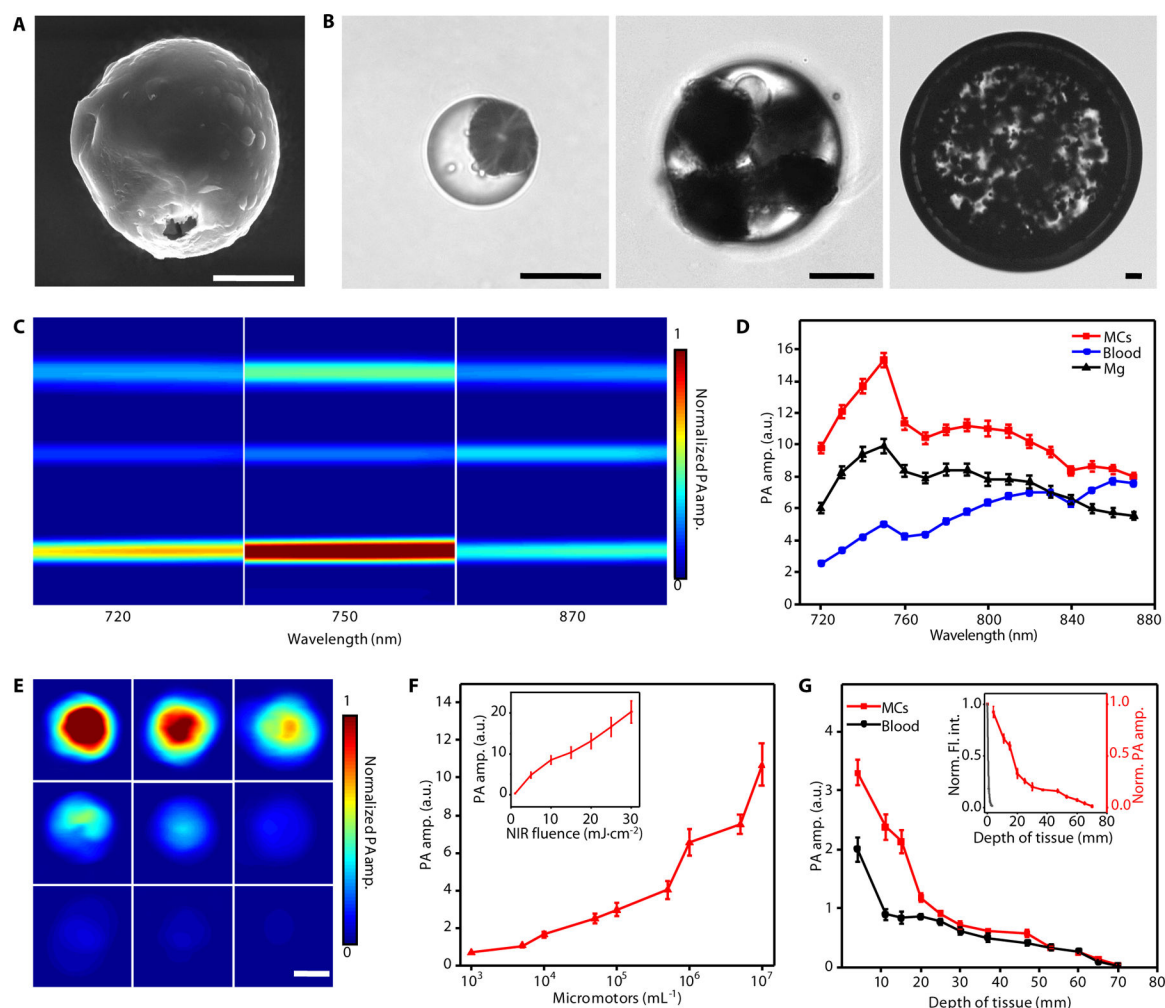 A
B
C
1
Normalized PA amp.
0
720
750
870
Wavelength (nm)
D
MCs
Blood
Mg
16
14
12
10
8
6
4
2
0
PA amp. (a.u.)
720
760
800
840
880
Wavelength (nm)
E
1
Normalized PA amp.
0
F
14
12
10
8
6
4
2
0
PA amp. (a.u.)
20
10
0
PA amp. (a.u.)
0
10
20
30
NIR fluence (mJ·cm⁻²)
10³
10⁴
10⁵
10⁶
10⁷
Micromotors (mL⁻¹)
G
MCs
Blood
4
3
2
1
0
PA amp. (a.u.)
1.0
0.5
0.0
Norm. Fl. int.
1.0
0.5
0.0
Norm. PA amp.
0
20
40
60
80
Depth of tissue (mm)
10
20
30
40
50
60
70
80
Depth of tissue (mm)